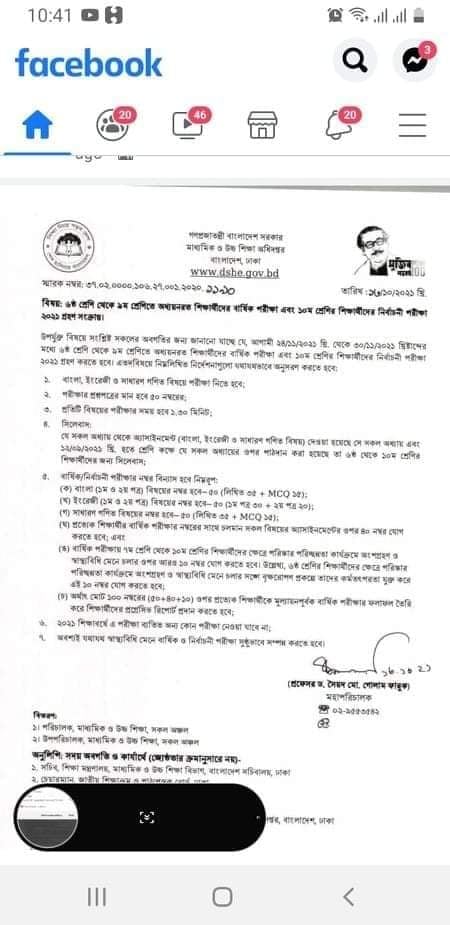 10:41
facebook
3
20
46
20
ago
গণপ্রজাতন্ত্রী বাংলাদেশ সরকার
মাধ্যমিক ও উচ্চ শিক্ষা অধিদপ্তর
বাংলাদেশ, ঢাকা
www.dshe.gov.bd
মুজিব
শতবর্ষ 100
স্মারক নম্বর: ৩৭.০২.০০০০.১০৬.২৭.০০১.২০২০.
তারিখ: ১৮/১০/২০২১ খ্রি.
বিষয়: ৬ষ্ঠ শ্রেণি থেকে ৯ম শ্রেণিতে অধ্যয়নরত শিক্ষার্থীদের বার্ষিক পরীক্ষা এবং ১০ম শ্রেণির শিক্ষার্থীদের নির্বাচনী পরীক্ষা
২০২১ গ্রহণ সংক্রান্ত।
উপর্যুক্ত বিষয়ে সংশ্লিষ্ট সকলের অবগতির জন্য জানানো যাচ্ছে যে, আগামী ২৪/১১/২০২১ খ্রি. থেকে ৩০/১১/২০২১ খ্রিষ্টাব্দের
মধ্যে ৬ষ্ঠ শ্রেণি থেকে ৯ম শ্রেণিতে অধ্যয়নরত শিক্ষার্থীদের বার্ষিক পরীক্ষা এবং ১০ম শ্রেণির শিক্ষার্থীদের নির্বাচনী পরীক্ষা
২০২১ গ্রহণ করতে হবে। এতদবিষয়ে নিম্নলিখিত নির্দেশনাগুলো যথাযথভাবে অনুসরণ করতে হবে:
১. বাংলা, ইংরেজী ও সাধারণ গণিত বিষয়ে পরীক্ষা নিতে হবে;
২. পরীক্ষার প্রশ্নপত্রের মান হবে ৫০ নম্বরের;
৩. প্রতিটি বিষয়ের পরীক্ষার সময় হবে ১.৩০ মিনিট;
৪. সিলেবাস:
যে সকল অধ্যায় থেকে অ্যাসাইনমেন্ট (বাংলা, ইংরেজী ও সাধারণ গণিত বিষয়) দেওয়া হয়েছে সে সকল অধ্যায় এবং
১২/০৯/২০২১ খ্রি. হতে শ্রেণি কক্ষে যে সকল অধ্যায়ের ওপর পাঠদান করা হয়েছে তা ৬ষ্ঠ থেকে ১০ম শ্রেণির
শিক্ষার্থীদের জন্য সিলেবাস;
৫. বার্ষিক/নির্বাচনী পরীক্ষার নম্বর বিন্যাস হবে নিম্নরূপ:
(ক) বাংলা (১ম ও ২য় পত্র) বিষয়ের নম্বর হবে–৫০ (লিখিত ৩৫ + MCQ ১৫);
(খ) ইংরেজী (১ম ও ২য় পত্র) বিষয়ের নম্বর হবে–৫০ (১ম পত্র ৩০ + ২য় পত্র ২০);
(গ) সাধারণ গণিত বিষয়ের নম্বর হবে–৫০ (লিখিত ৩৫ + MCQ ১৫);
(ঘ) প্রত্যেক শিক্ষার্থীর বার্ষিক পরীক্ষার নম্বরের সাথে চলমান সকল বিষয়ের অ্যাসাইনমেন্টের ওপর ৪০ নম্বর যোগ
করতে হবে; এবং
(ঙ) বার্ষিক পরীক্ষায় ৭ম শ্রেণি থেকে ১০ম শ্রেণির শিক্ষার্থীদের ক্ষেত্রে পরিষ্কার পরিচ্ছন্নতা কার্যক্রমে অংশগ্রহণ ও
স্বাস্থ্যবিধি মেনে চলার ওপর আরও ১০ নম্বর যোগ করতে হবে। উল্লেখ্য, ৬ষ্ঠ শ্রেণির শিক্ষার্থীদের ক্ষেত্রে পরিষ্কার
পরিচ্ছন্নতা কার্যক্রমে অংশগ্রহণ ও স্বাস্থ্যবিধি মেনে চলার সঙ্গে বৃক্ষরোপণ প্রকল্পে তাদের কর্মতৎপরতা যুক্ত করে
এই ১০ নম্বর যোগ করতে হবে;
(চ) অর্থাৎ মোট ১০০ নম্বরের (৫০+৪০+১০) ওপর প্রত্যেক শিক্ষার্থীকে মূল্যায়নপূর্বক বার্ষিক পরীক্ষার ফলাফল তৈরি
করে শিক্ষার্থীদের প্রগ্রেসিভ রিপোর্ট প্রদান করতে হবে;
৬. ২০২১ শিক্ষাবর্ষে এ পরীক্ষা ব্যতিত অন্য কোন পরীক্ষা নেওয়া যাবে না;
৭. অবশ্যই যথাযথ স্বাস্থ্যবিধি মেনে বার্ষিক ও নির্বাচনী পরীক্ষা সুষ্ঠুভাবে সম্পন্ন করতে হবে।
(প্রফেসর ড. সৈয়দ মো. গোলাম ফারুক)
মহাপরিচালক
☎ ০২-৯৫৫৩৫৪২
বিতরণ:
১। পরিচালক, মাধ্যমিক ও উচ্চ শিক্ষা, সকল অঞ্চল
২। উপপরিচালক, মাধ্যমিক ও উচ্চ শিক্ষা, সকল অঞ্চল
অনুলিপি: সদয় অবগতি ও কার্যার্থে (জ্যেষ্ঠতার ক্রমানুসারে নয়)-
১. সচিব, শিক্ষা মন্ত্রণালয়, মাধ্যমিক ও উচ্চ শিক্ষা বিভাগ, বাংলাদেশ সচিবালয়, ঢাকা
২. চেয়ারম্যান, জাতীয় শিক্ষাক্রম ও পাঠ্যপুস্তক বোর্ড, ঢাকা
বাংলাদেশ, ঢাকা